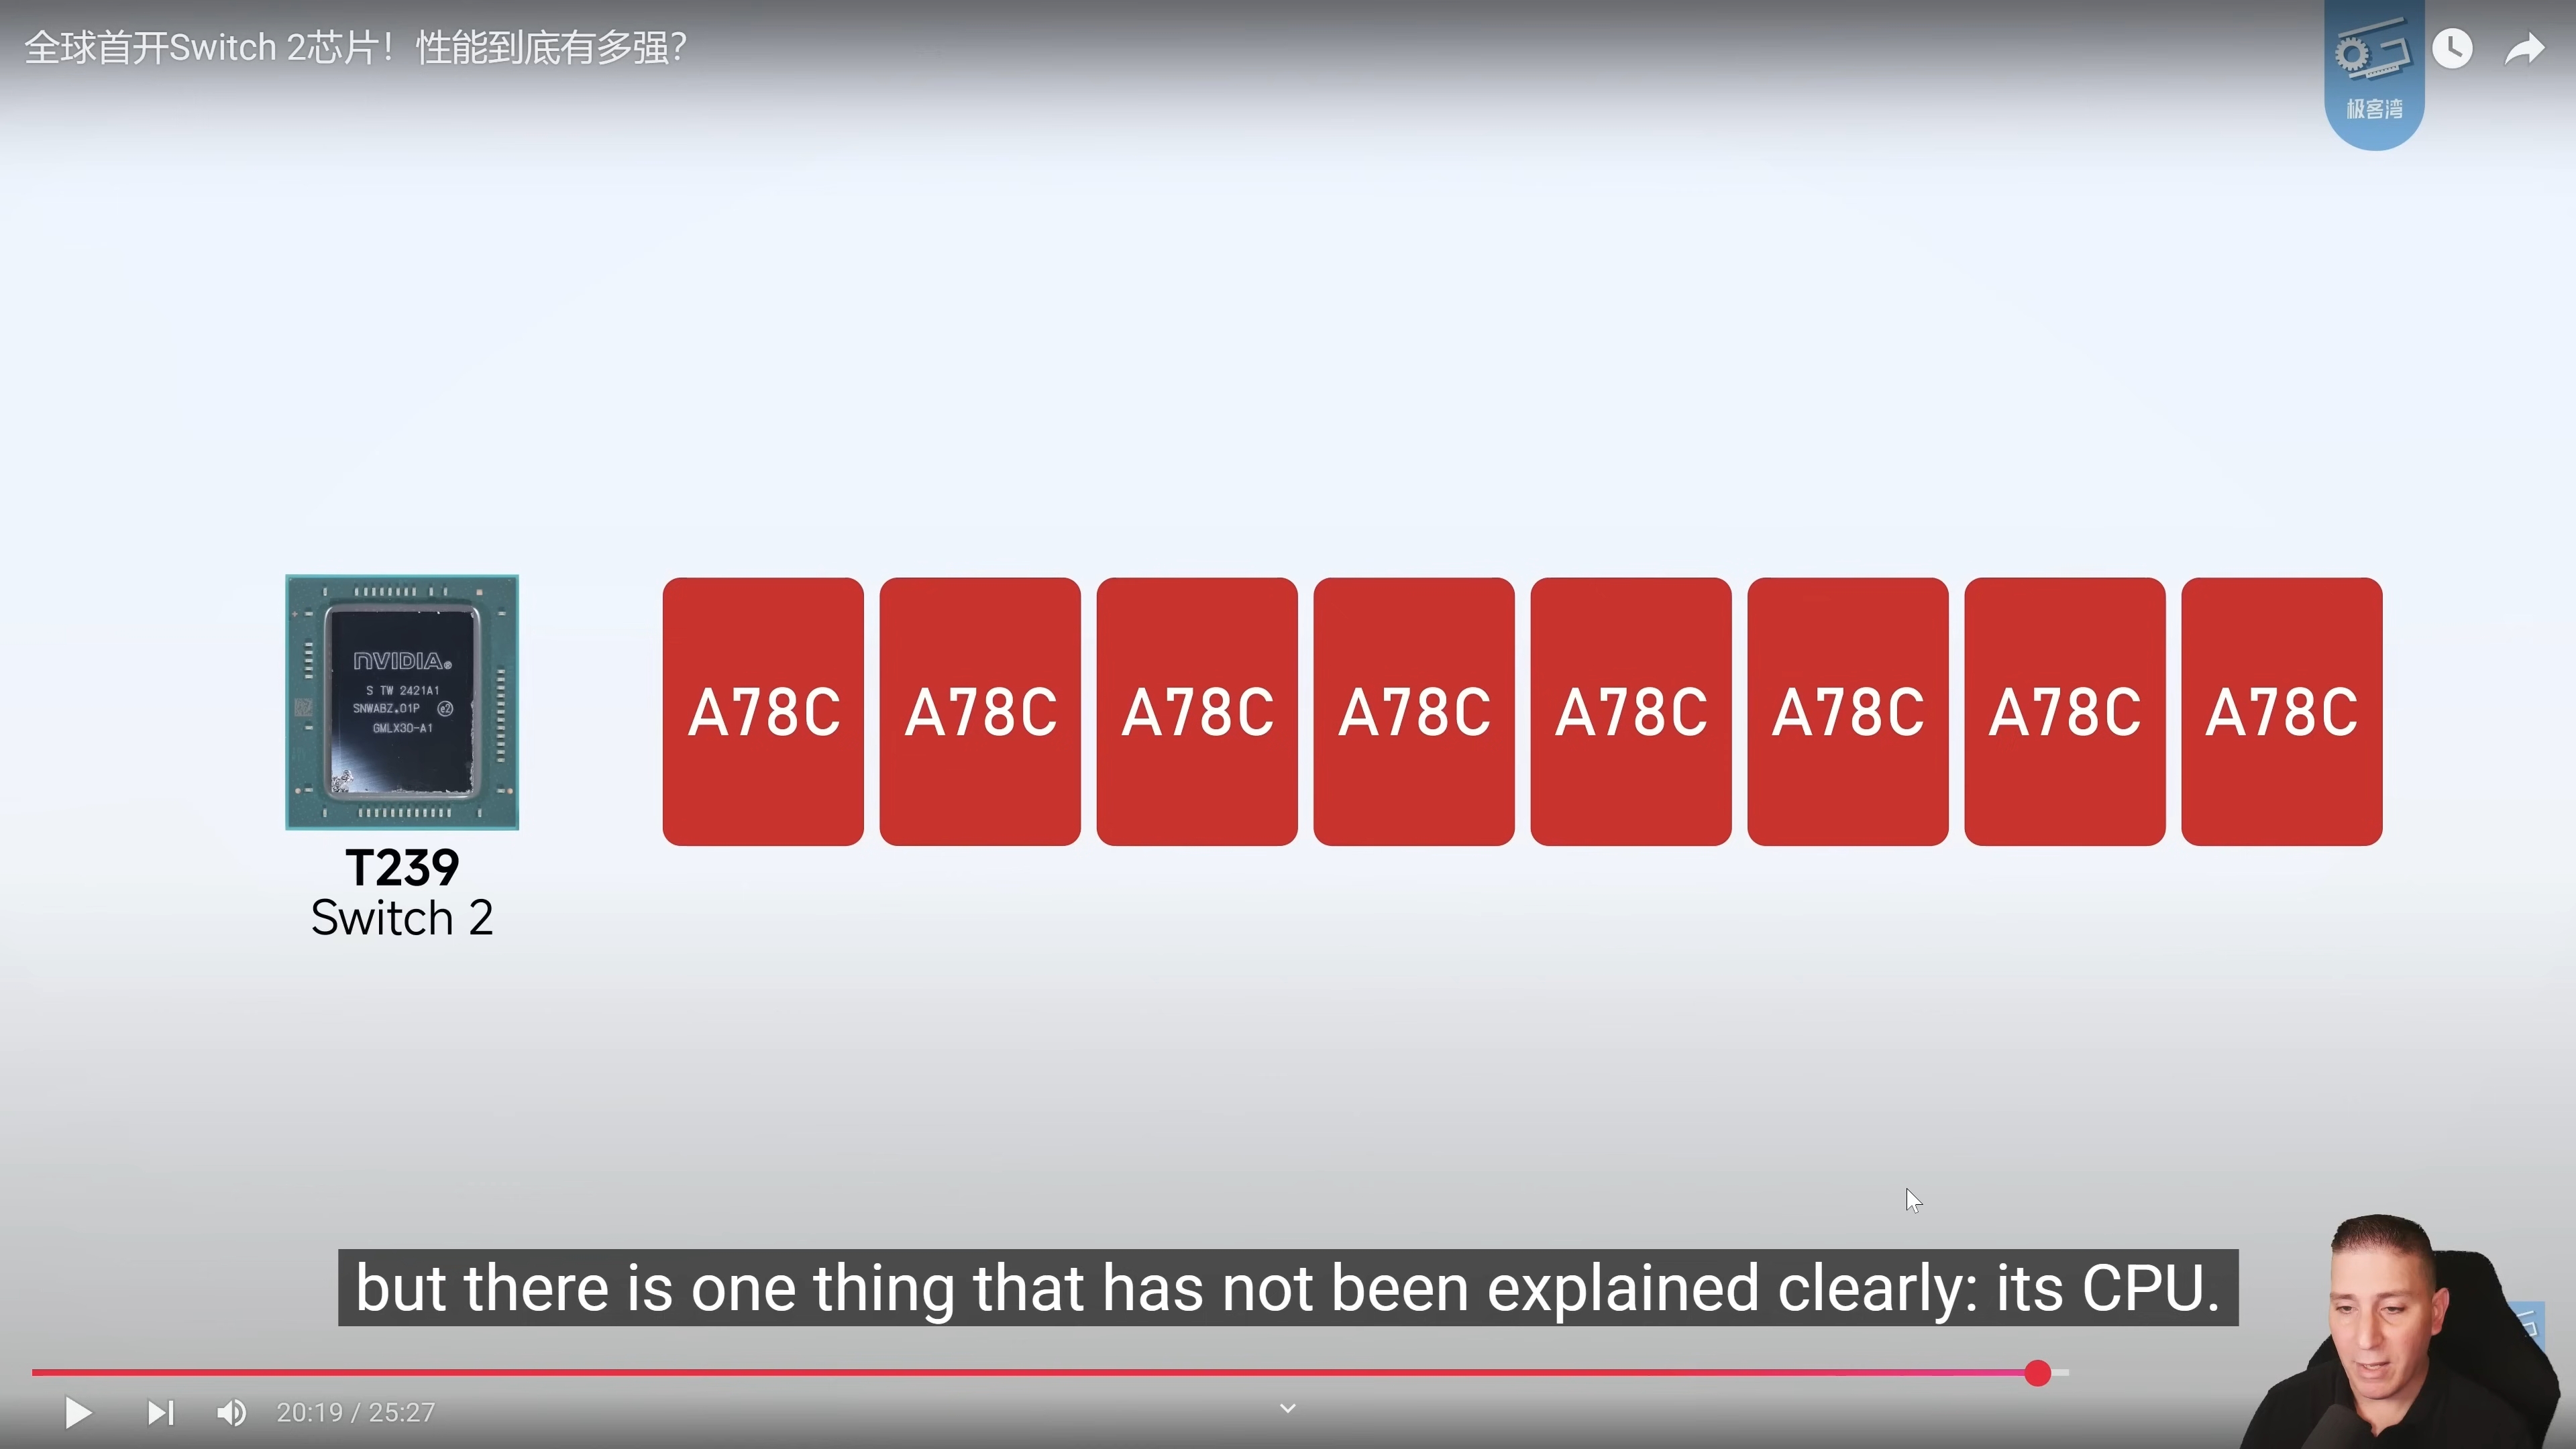 全球首开Switch 2芯片！性能到底有多强？
极客湾
nVIDIA®
S TW 2421A1
SNWABZ.01P e2
GMLX30-A1
T239
Switch 2
A78C A78C A78C A78C A78C A78C A78C A78C
but there is one thing that has not been explained clearly: its CPU.
20:19 / 25:27